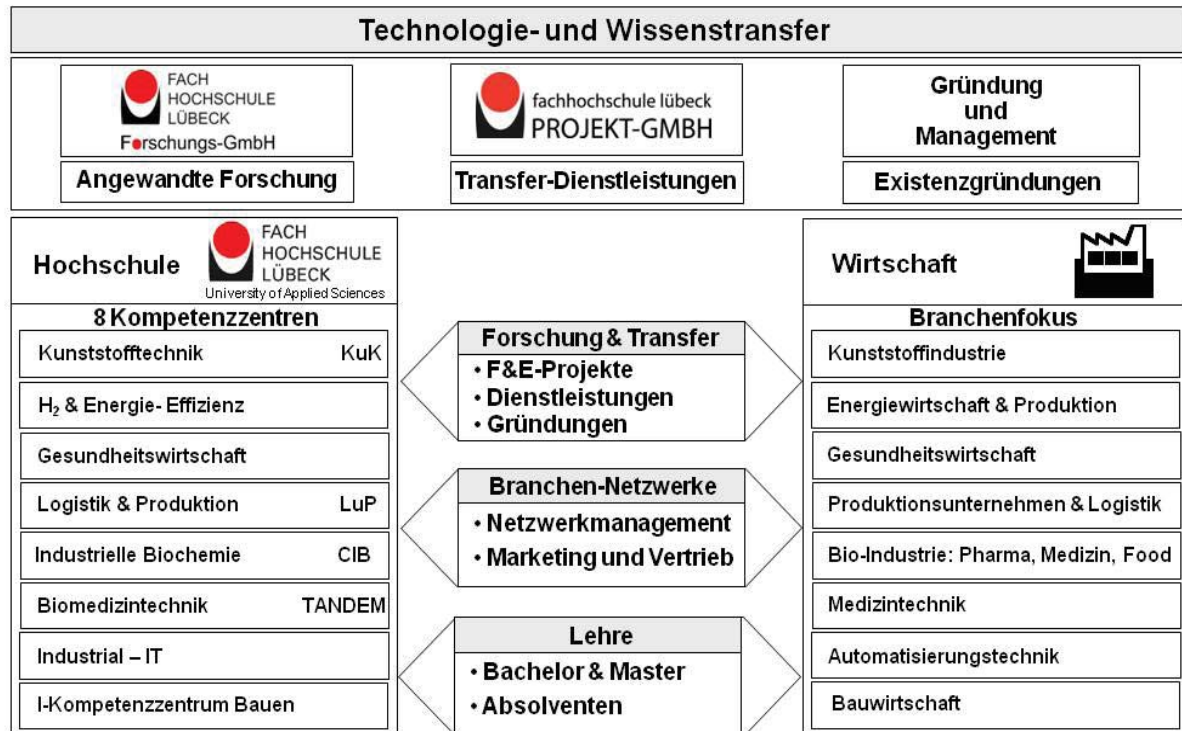 Technologie- und Wissenstransfer
FACH
HOCHSCHULE
LÜBECK
Forschungs-GmbH
Angewandte Forschung
fachhochschule lübeck
PROJEKT-GMBH
Transfer-Dienstleistungen
Gründung
und
Management
Existenzgründungen
Hochschule
FACH
HOCHSCHULE
LÜBECK
University of Applied Sciences
8 Kompetenzzentren
Kunststofftechnik KuK
H₂ & Energie- Effizienz
Gesundheitswirtschaft
Logistik & Produktion LuP
Industrielle Biochemie CIB
Biomedizintechnik TANDEM
Industrial – IT
I-Kompetenzzentrum Bauen
Forschung & Transfer
• F&E-Projekte
• Dienstleistungen
• Gründungen
Branchen-Netzwerke
• Netzwerkmanagement
• Marketing und Vertrieb
Lehre
• Bachelor & Master
• Absolventen
Wirtschaft
Branchenfokus
Kunststoffindustrie
Energiewirtschaft & Produktion
Gesundheitswirtschaft
Produktionsunternehmen & Logistik
Bio-Industrie: Pharma, Medizin, Food
Medizintechnik
Automatisierungstechnik
Bauwirtschaft